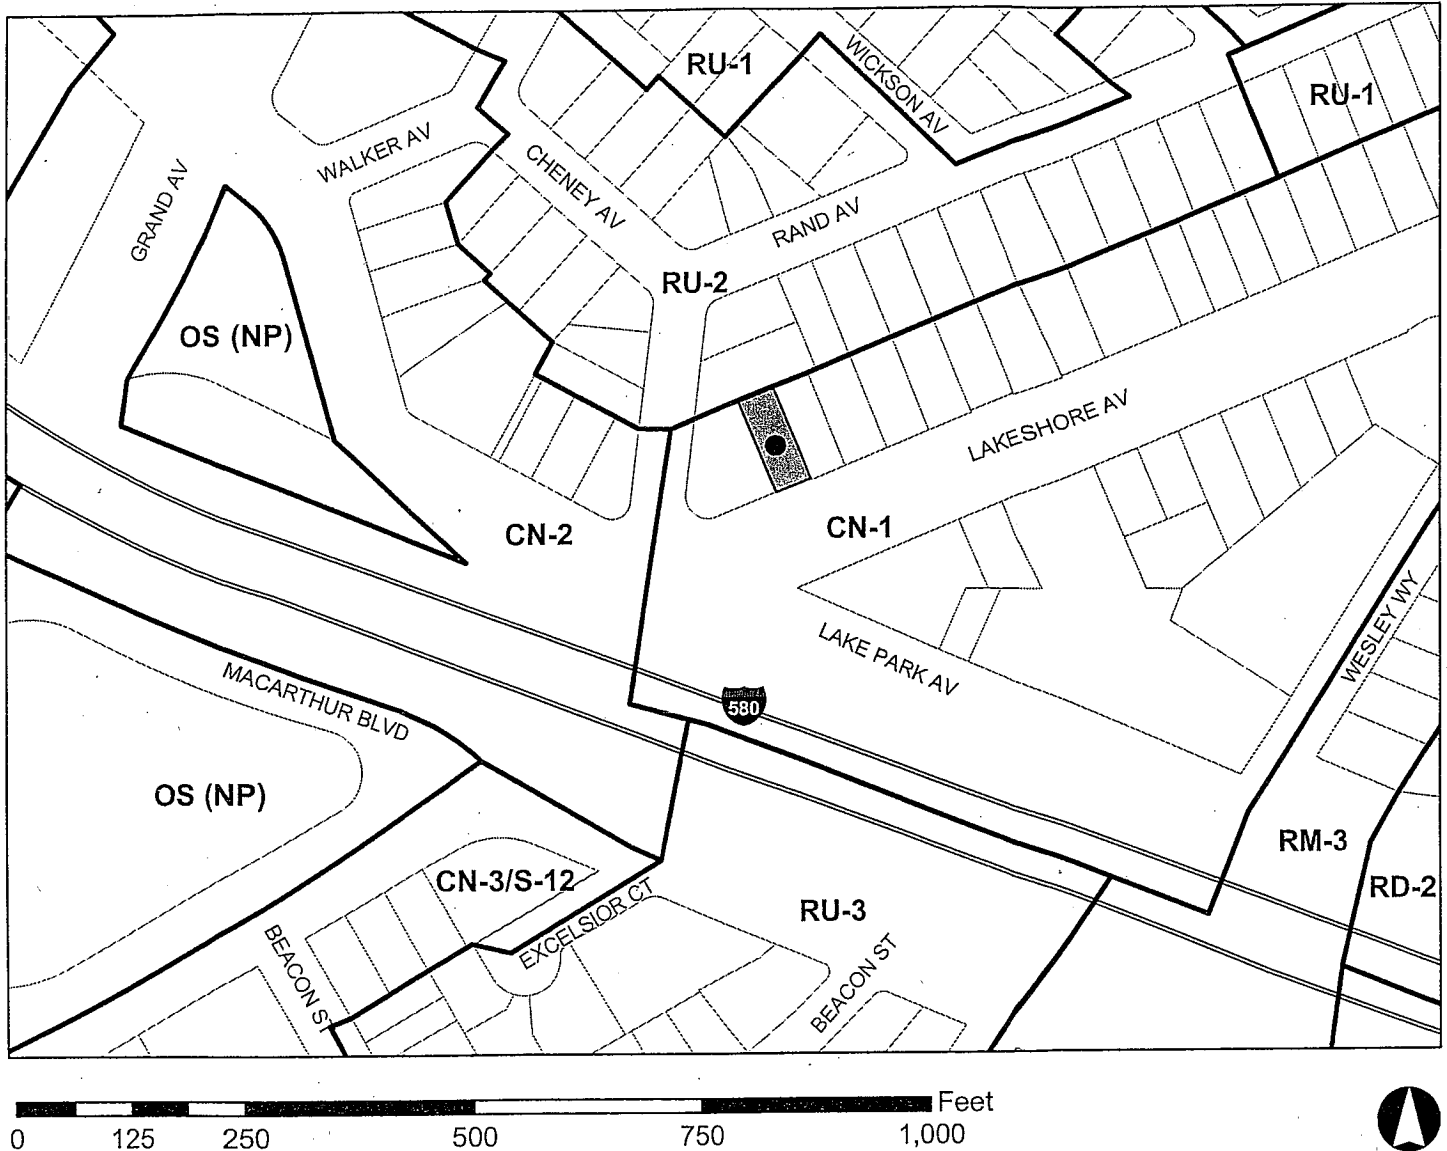 RU-1
WICKSON AV
RU-1
WALKER AV
CHENEY AV
GRAND AV
RAND AV
RU-2
OS (NP)
LAKESHORE AV
CN-2
CN-1
WESLEY WY
LAKE PARK AV
MACARTHUR BLVD
580
OS (NP)
RM-3
CN-3/S-12
RD-2
EXCELSIOR CT
RU-3
BEACON ST
BEACON ST
Feet
0 125 250 500 750 1,000